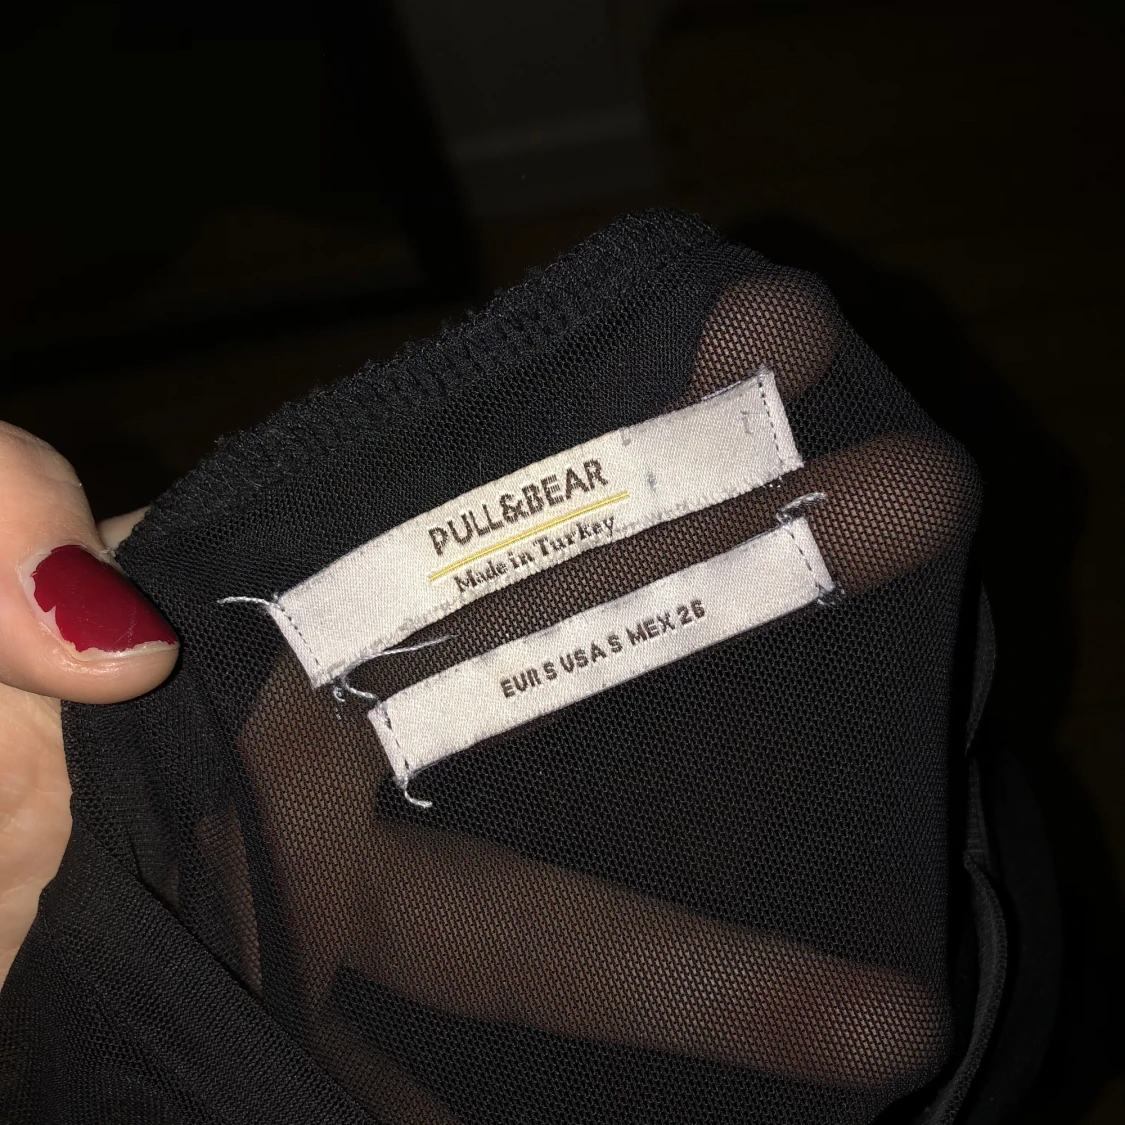 PULL&BEAR
Made in Turkey
EUR S USA S MEX 26